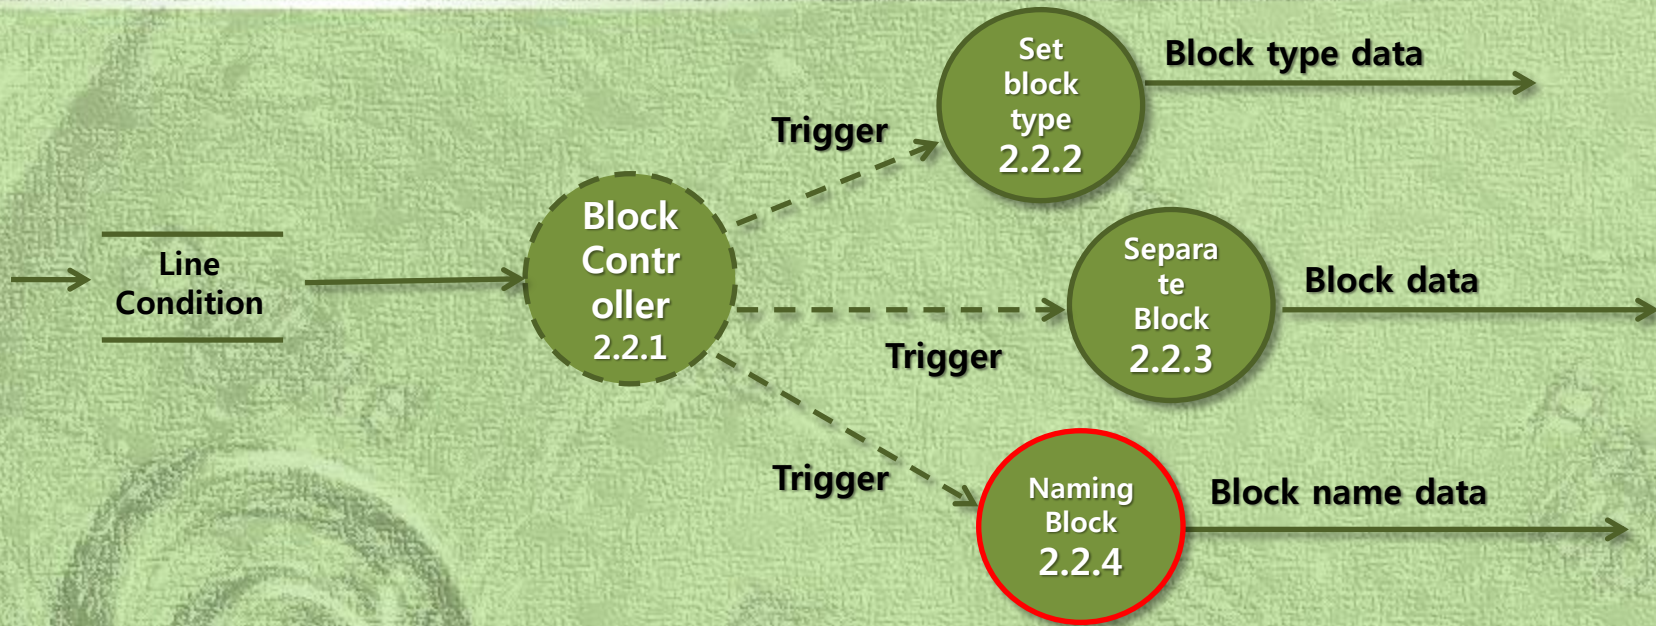 Line
Condition
Block
Contr
oller
2.2.1
Trigger
Set
block
type
2.2.2
Block type data
Trigger
Separa
te
Block
2.2.3
Block data
Trigger
Naming
Block
2.2.4
Block name data